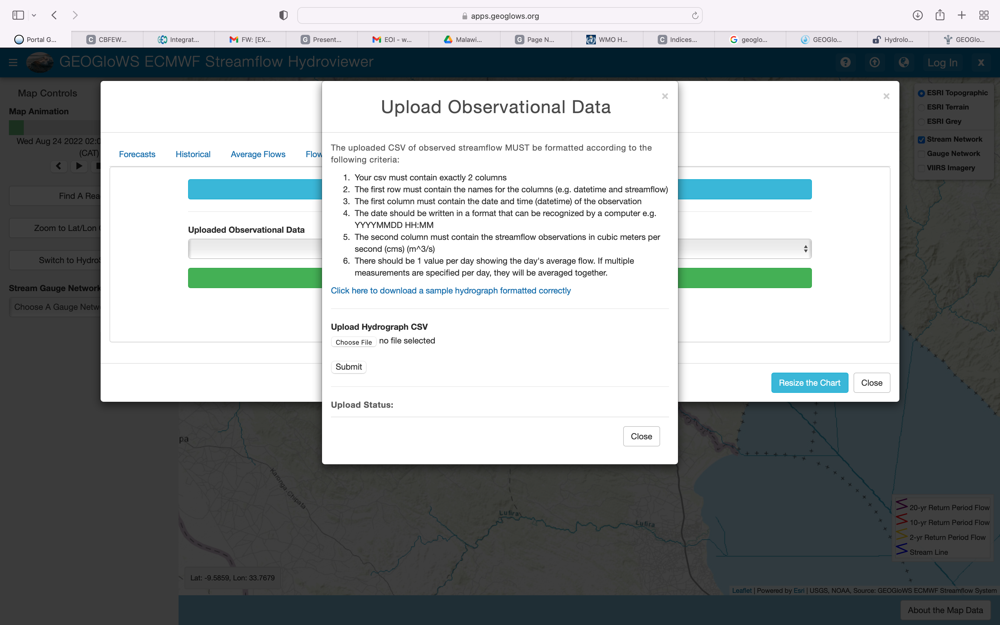 apps.geoglows.org
Portal G...
CBFEW...
Integrat...
FW: [EX...
Present...
EOI - w...
Malawi...
Page N...
WMO H...
Indices...
geoglo...
GEOGlo...
Hydrolo...
GEOGlo...
GEOGloWS ECMWF Streamflow Hydroviewer
Log In
X
Map Controls
Map Animation
Wed Aug 24 2022 02:0
(CAT)
Find A Rea
Zoom to Lat/Lon
Switch to Hydro
Stream Gauge Network
Choose A Gauge Netw
Forecasts
Historical
Average Flows
Flow
Uploaded Observational Data
Resize the Chart
Close
Upload Observational Data
The uploaded CSV of observed streamflow MUST be formatted according to the
following criteria:
1. Your csv must contain exactly 2 columns
2. The first row must contain the names for the columns (e.g. datetime and streamflow)
3. The first column must contain the date and time (datetime) of the observation
4. The date should be written in a format that can be recognized by a computer e.g.
YYYYMMDD HH:MM
5. The second column must contain the streamflow observations in cubic meters per
second (cms) (m^3/s)
6. There should be 1 value per day showing the day's average flow. If multiple
measurements are specified per day, they will be averaged together.
Click here to download a sample hydrograph formatted correctly
Upload Hydrograph CSV
Choose File no file selected
Submit
Upload Status:
Close
ESRI Topographic
ESRI Terrain
ESRI Grey
Stream Network
Gauge Network
VIIRS Imagery
pa
Karonga-Chipata
Lufira
Lufira
20-yr Return Period Flow
10-yr Return Period Flow
2-yr Return Period Flow
Stream Line
Lat: -9.5859, Lon: 33.7679
Leaflet | Powered by Esri | USGS, NOAA, Source: GEOGloWS ECMWF Streamflow System
About the Map Data